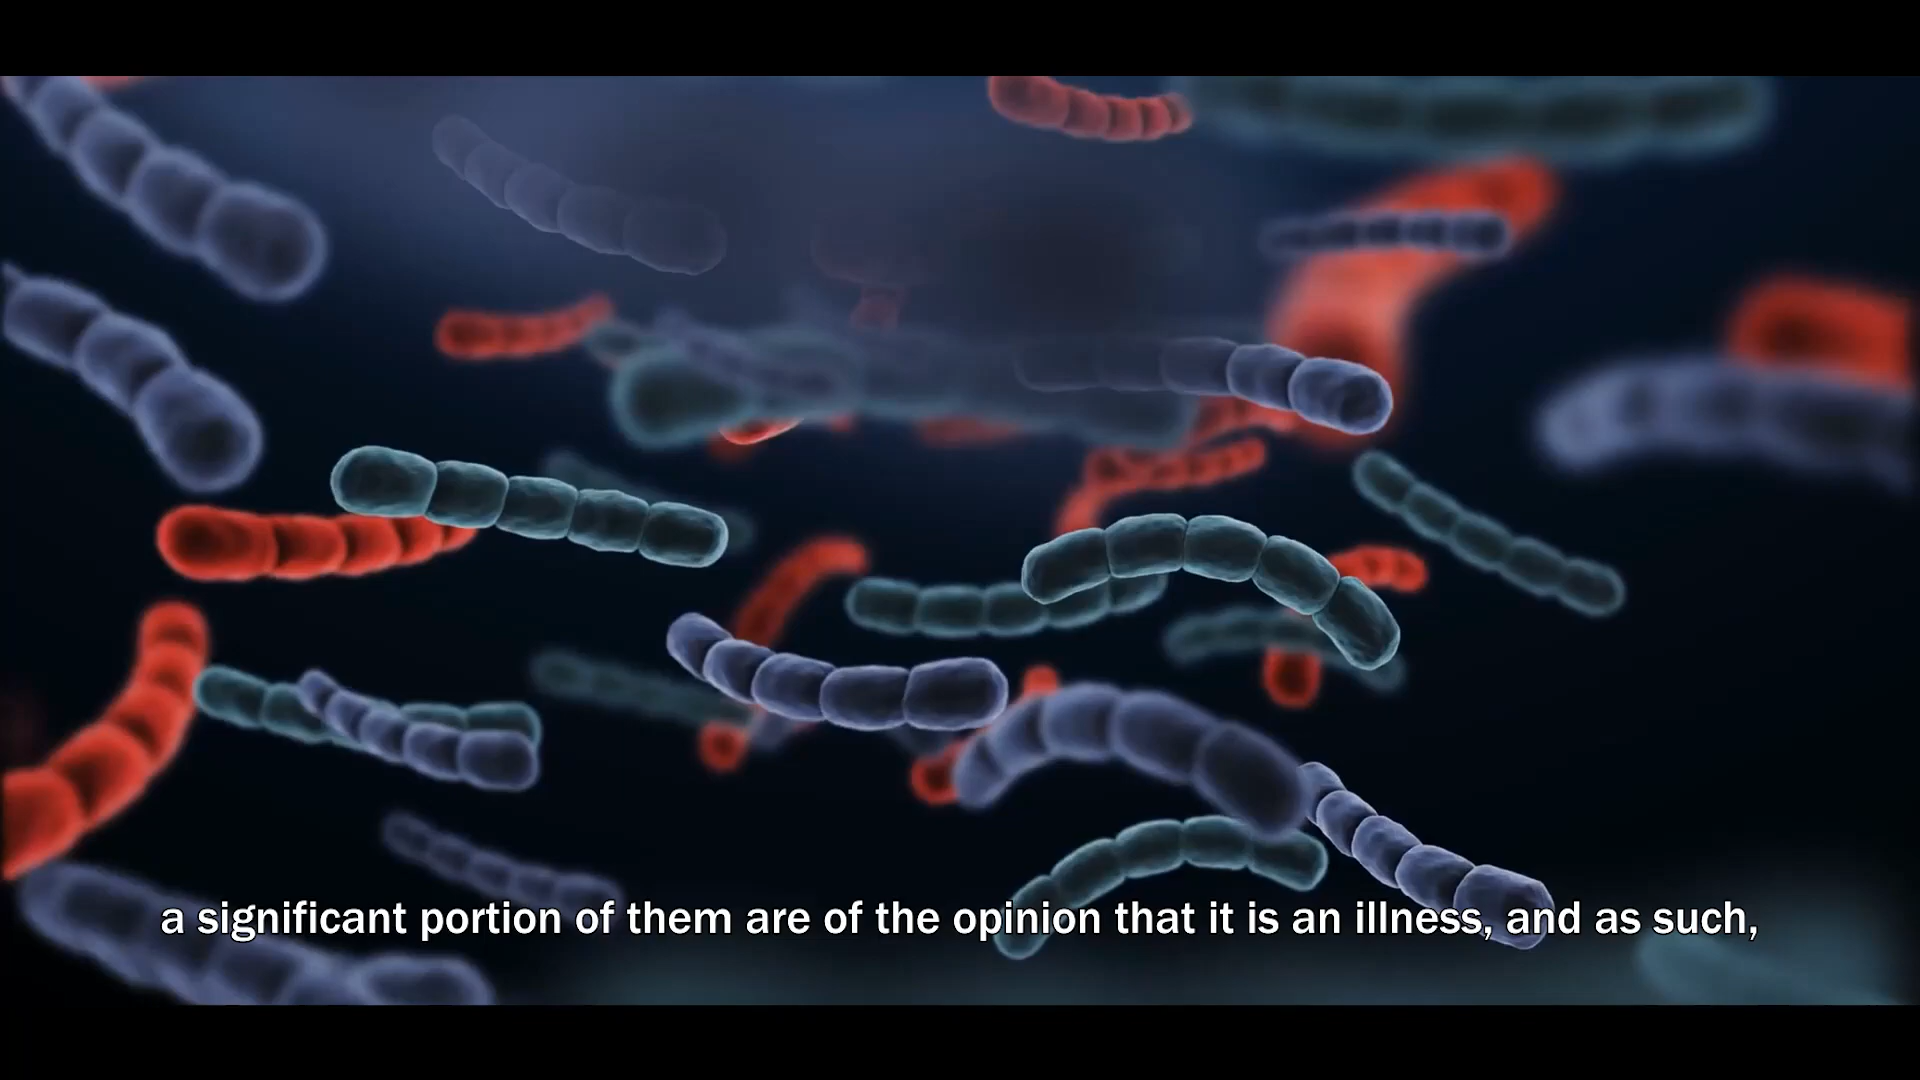 a significant portion of them are of the opinion that it is an illness, and as such,